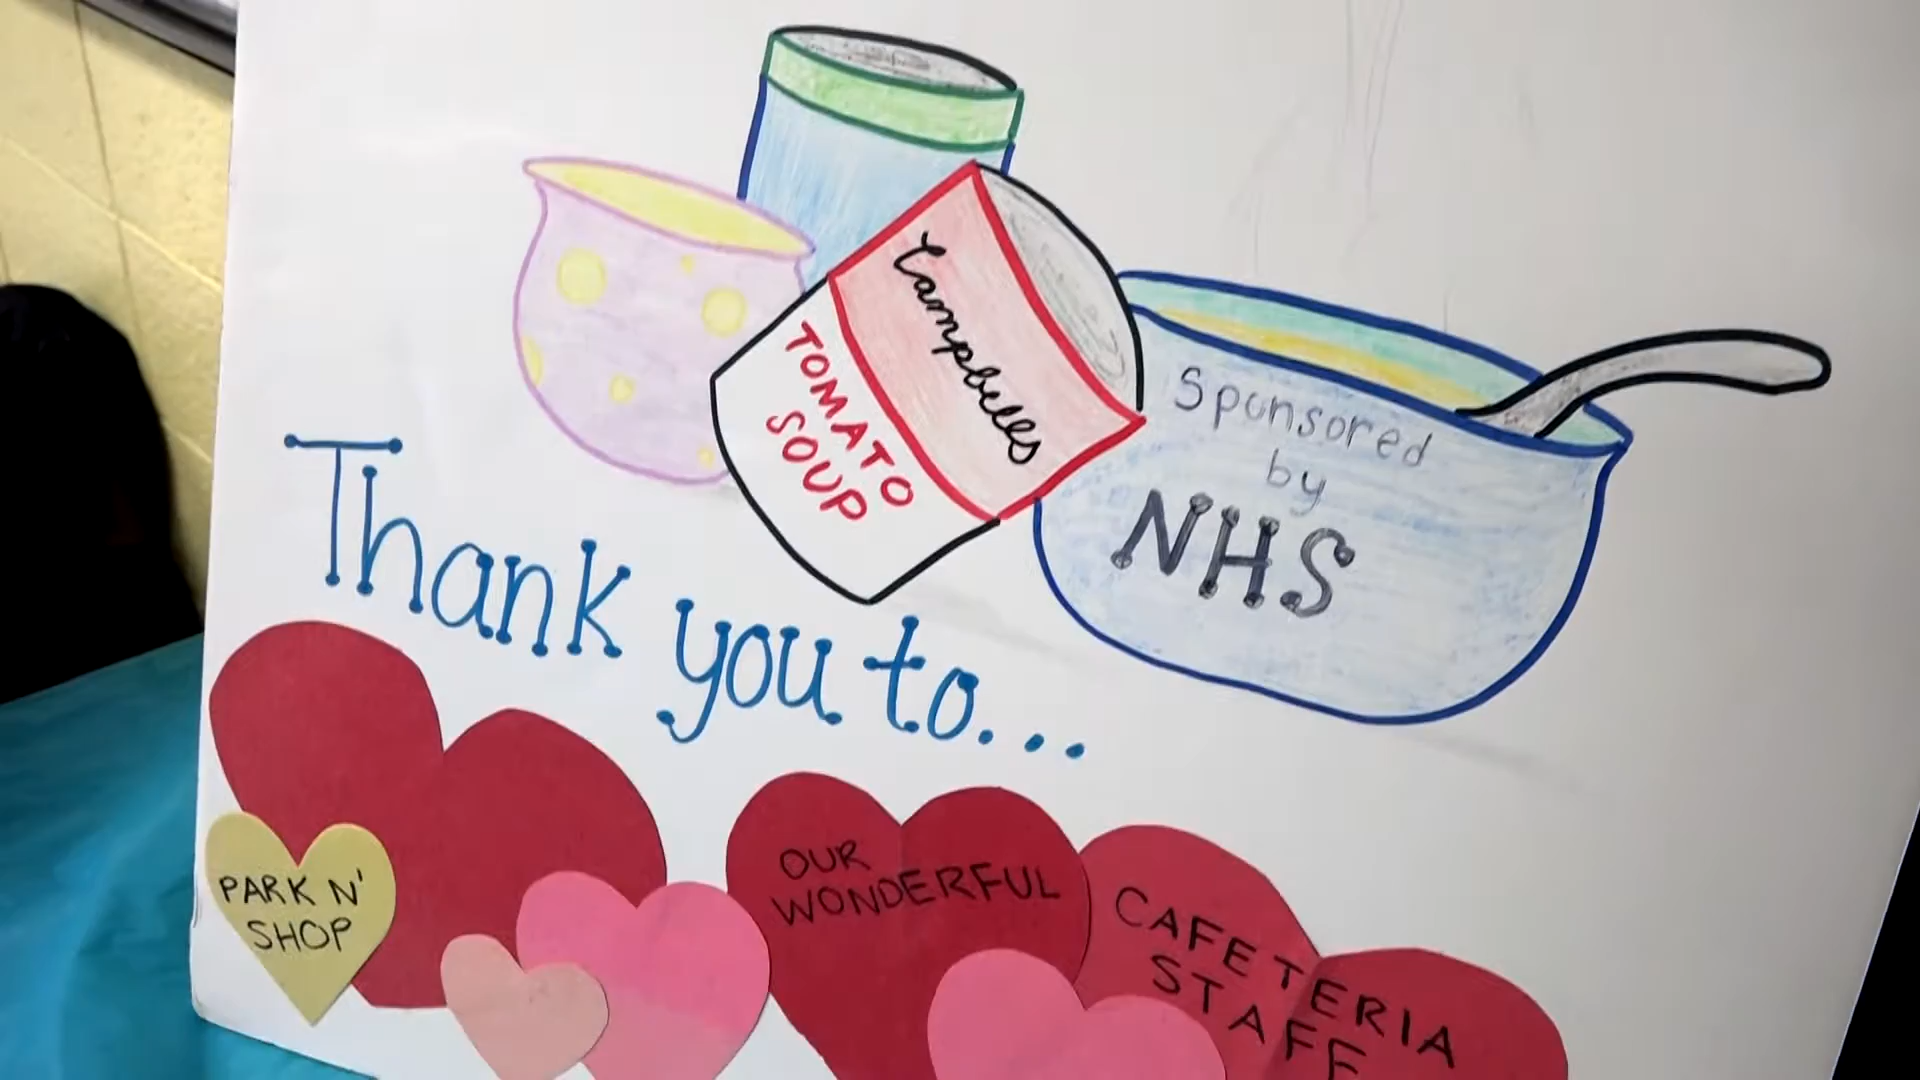 Campbells
TOMATO
SOUP
Sponsored
by
NHS
Thank you to...
PARK N'
SHOP
OUR
WONDERFUL
CAFETERIA
STAFF